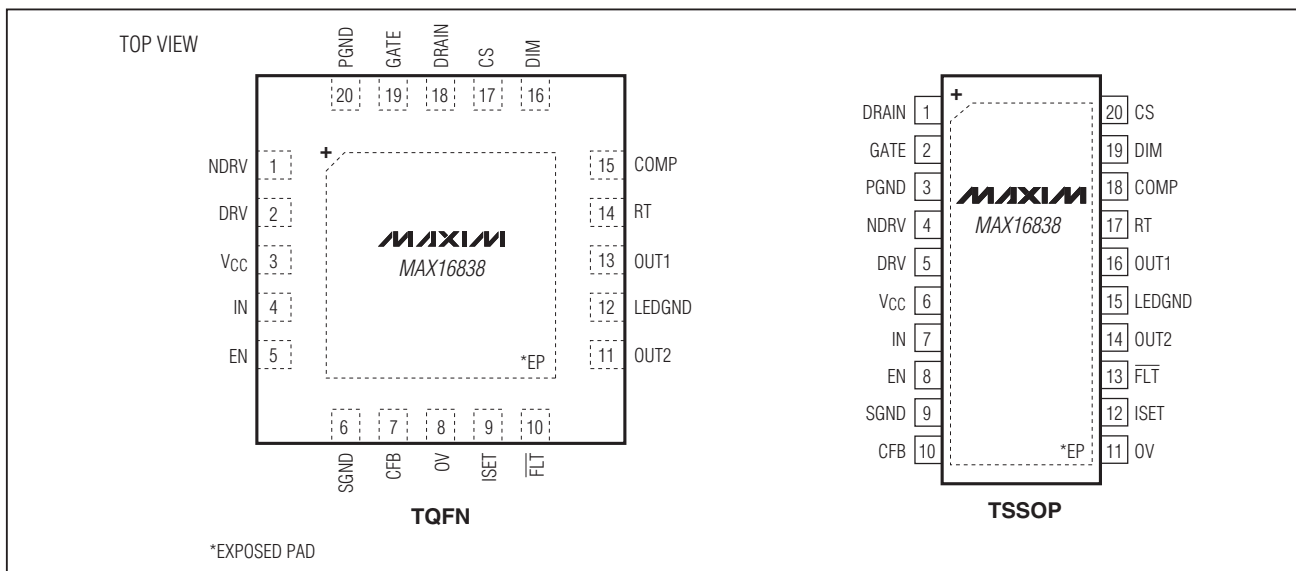 TOP VIEW
PGND
GATE
DRAIN
CS
DIM
20
19
18
17
16
+
NDRV 1
DRV 2
VCC 3
IN 4
EN 5
MAXIM
MAX16838
*EP
15 COMP
14 RT
13 OUT1
12 LEDGND
11 OUT2
6
7
8
9
10
SGND
CFB
OV
ISET
FLT
TQFN
*EXPOSED PAD
+
DRAIN 1
GATE 2
PGND 3
NDRV 4
DRV 5
VCC 6
IN 7
EN 8
SGND 9
CFB 10
MAXIM
MAX16838
*EP
20 CS
19 DIM
18 COMP
17 RT
16 OUT1
15 LEDGND
14 OUT2
13 FLT
12 ISET
11 OV
TSSOP